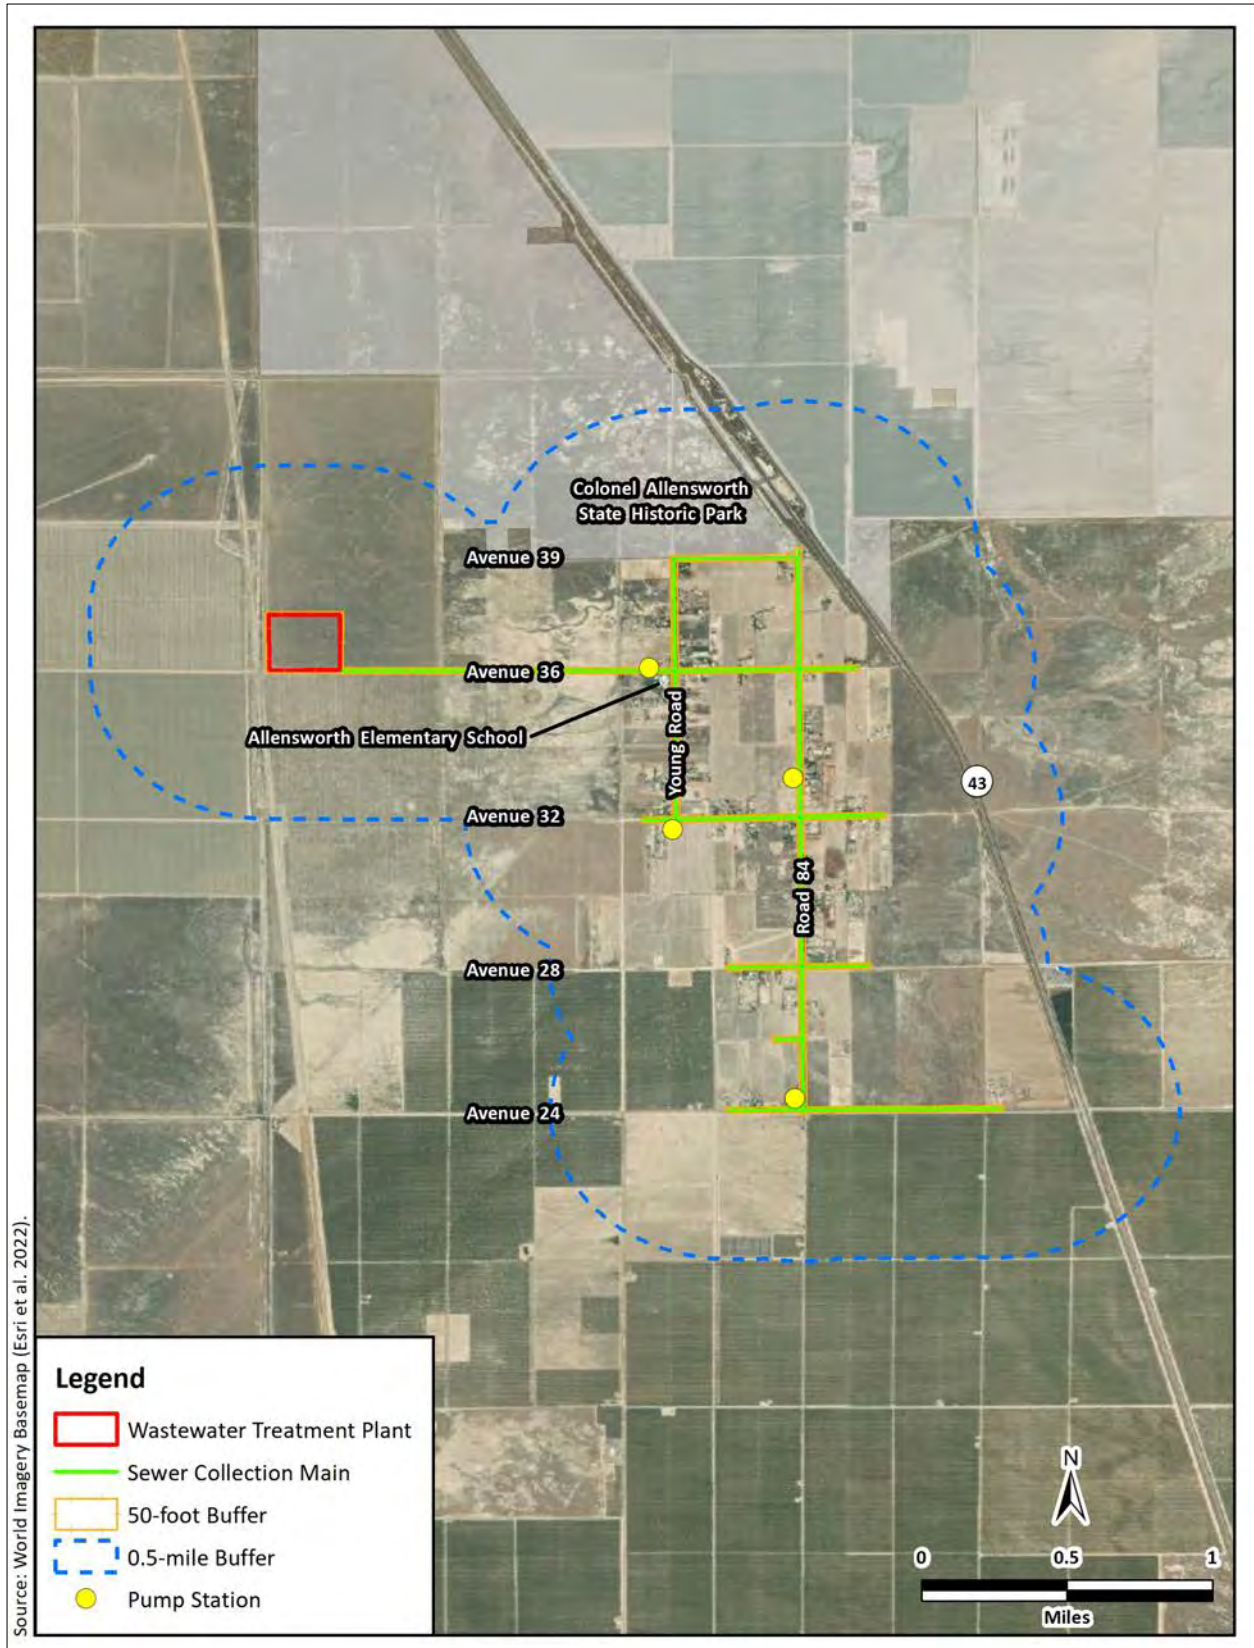 Colonel Allensworth
State Historic Park
Avenue 39
Avenue 36
Allensworth Elementary School
Young Road
43
Avenue 32
Road 84
Avenue 28
Avenue 24
Source: World Imagery Basemap (Esri et al. 2022).
Legend
Wastewater Treatment Plant
Sewer Collection Main
50-foot Buffer
0.5-mile Buffer
Pump Station
N
0 0.5 1
Miles